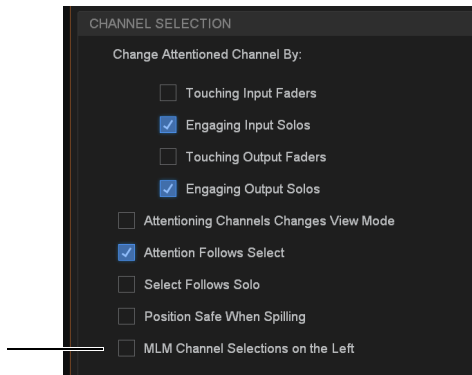 CHANNEL SELECTION
Change Attentioned Channel By:
Touching Input Faders
Engaging Input Solos
Touching Output Faders
Engaging Output Solos
Attentioning Channels Changes View Mode
Attention Follows Select
Select Follows Solo
Position Safe When Spilling
MLM Channel Selections on the Left